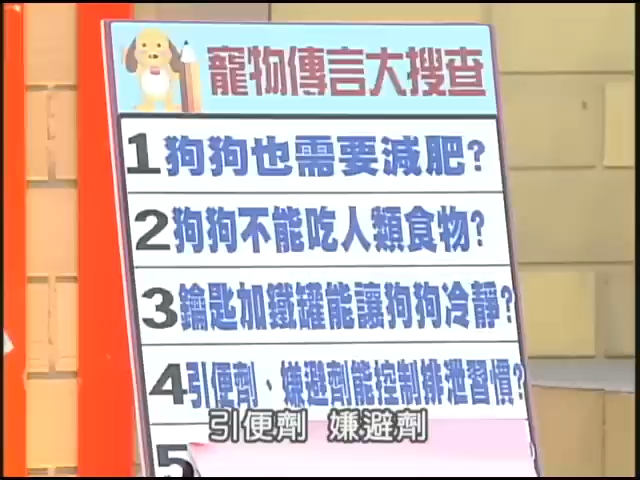 寵物傳言大搜查
1狗狗也需要減肥?
2狗狗不能吃人類食物?
3鑰匙加鐵罐能讓狗狗冷靜?
4引便劑、嫌避劑能控制排泄習慣?
引便劑 嫌避劑
5